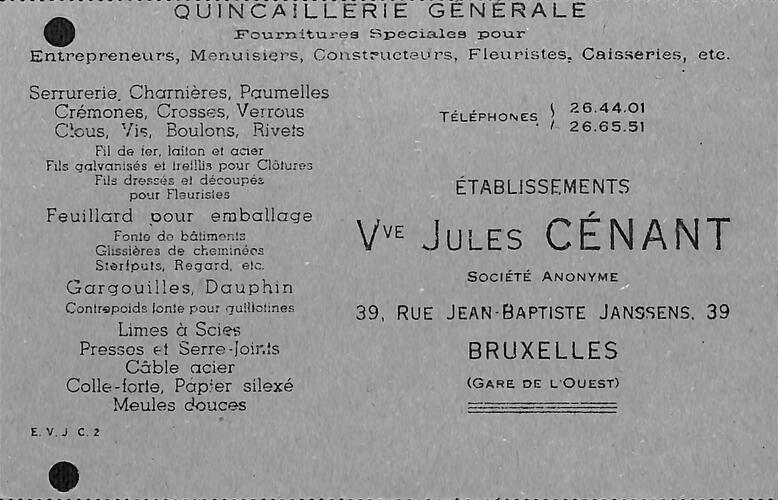 QUINCAILLERIE GÉNÉRALE
Fournitures Spéciales pour
Entrepreneurs, Menuisiers, Constructeurs, Fleuristes, Caisseries, etc.
Serrurerie, Charnières, Paumelles
Crémones, Crosses, Verrous
Clous, Vis, Boulons, Rivets
Fil de fer, laiton et acier
Fils galvanisés et treillis pour Clôtures
Fils dressés et découpés
pour Fleuristes
Feuillard pour emballage
Fonte de bâtiments
Glissières de cheminées
Sterfputs, Regard, etc.
Gargouilles, Dauphin
Contrepoids fonte pour guillotines
Limes à Scies
Presses et Serre-Joints
Câble acier
Colle-forte, Papier silexé
Meules douces
E. V. J C. 2
TÉLÉPHONES 26.44.01
26.65.51
ÉTABLISSEMENTS
VVE JULES CÉNANT
SOCIÉTÉ ANONYME
39, RUE JEAN-BAPTISTE JANSSENS, 39
BRUXELLES
(GARE DE L'OUEST)